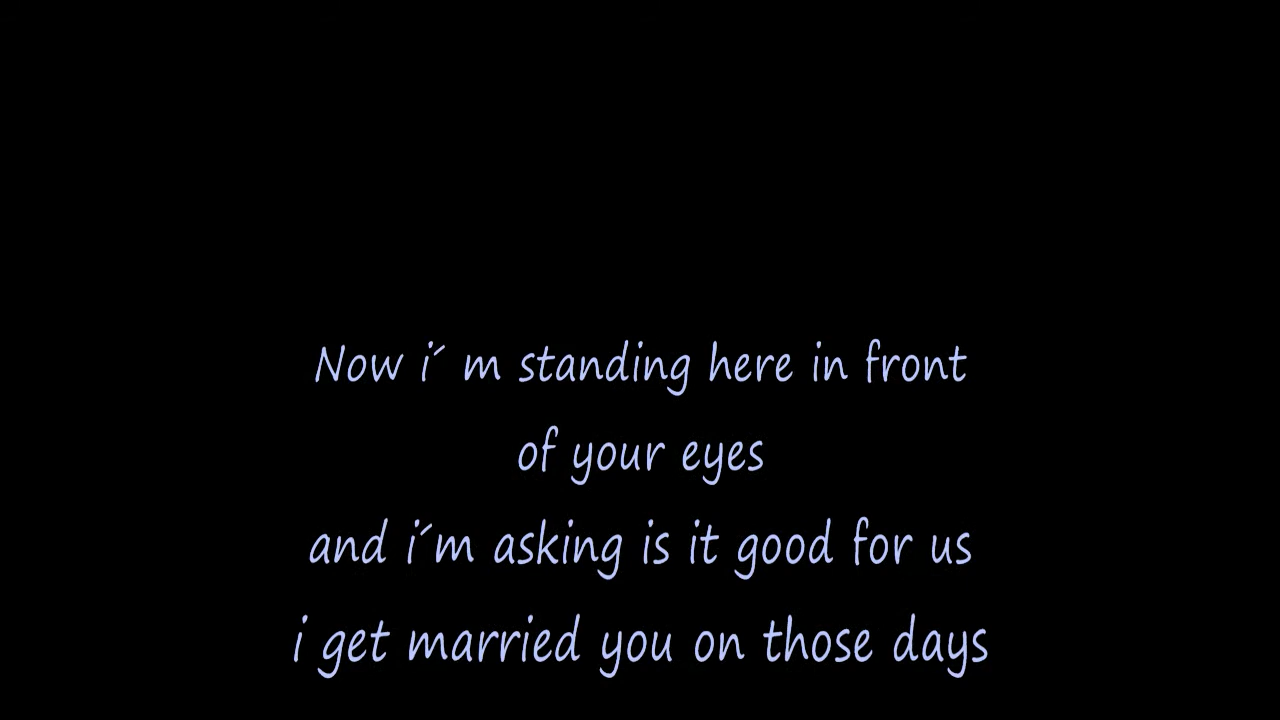 Now i´ m standing here in front
of your eyes
and i´m asking is it good for us
i get married you on those days